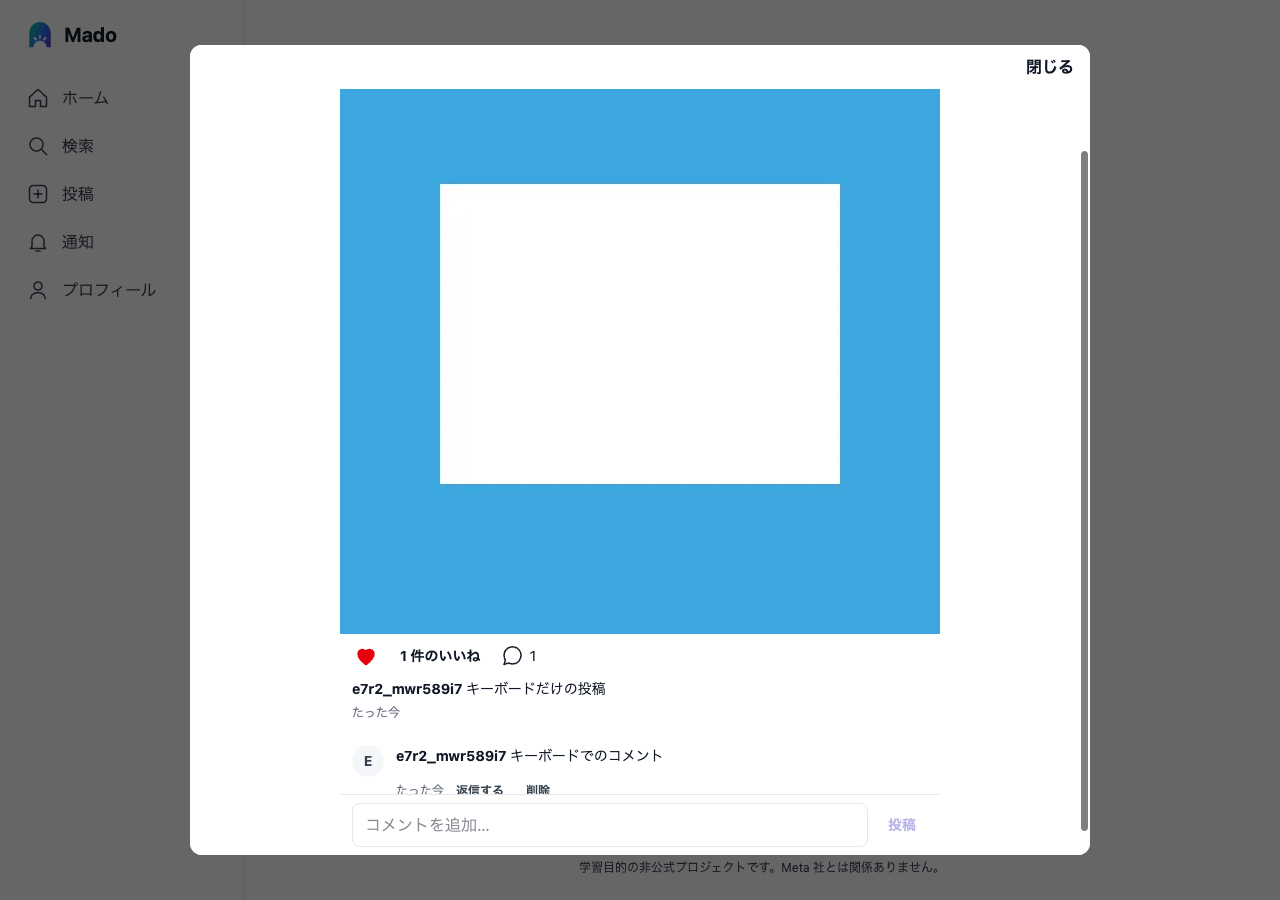 Mado
ホーム
検索
投稿
通知
プロフィール
閉じる
1 件のいいね 1
e7r2_mwr589i7 キーボードだけの投稿
たった今
E
e7r2_mwr589i7 キーボードでのコメント
たった今 返信する 削除
コメントを追加... 投稿
学習目的の非公式プロジェクトです。Meta 社とは関係ありません。